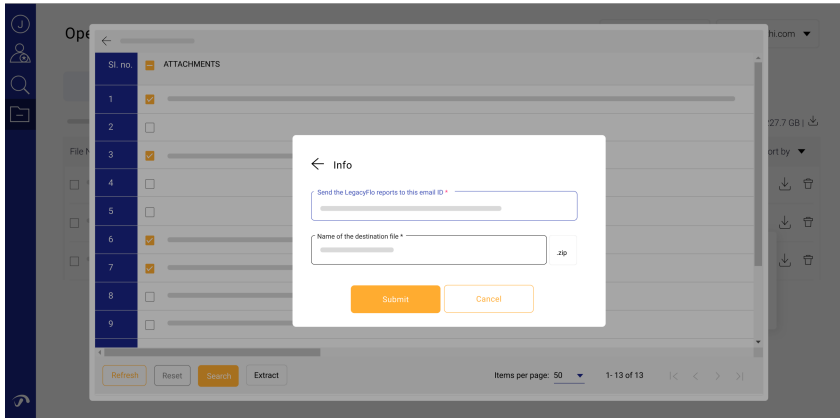 J
Ope
hi.com
Sl. no.
ATTACHMENTS
1
2
27.7 GB |
File N
3
ort by
4
5
6
7
8
9
Info
Send the LegacyFlo reports to this email ID *
Name of the destination file *
.zip
Submit
Cancel
Refresh
Reset
Search
Extract
Items per page: 50
1- 13 of 13